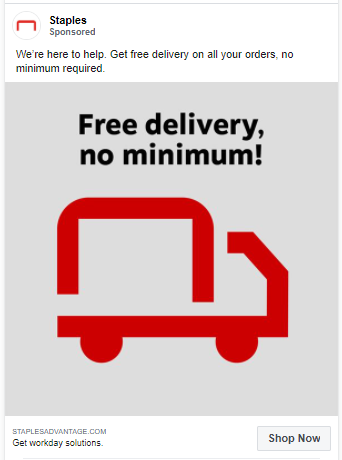 Staples
Sponsored
We're here to help. Get free delivery on all your orders, no
minimum required.
Free delivery,
no minimum!
STAPLESADVANTAGE.COM
Get workday solutions.
Shop Now